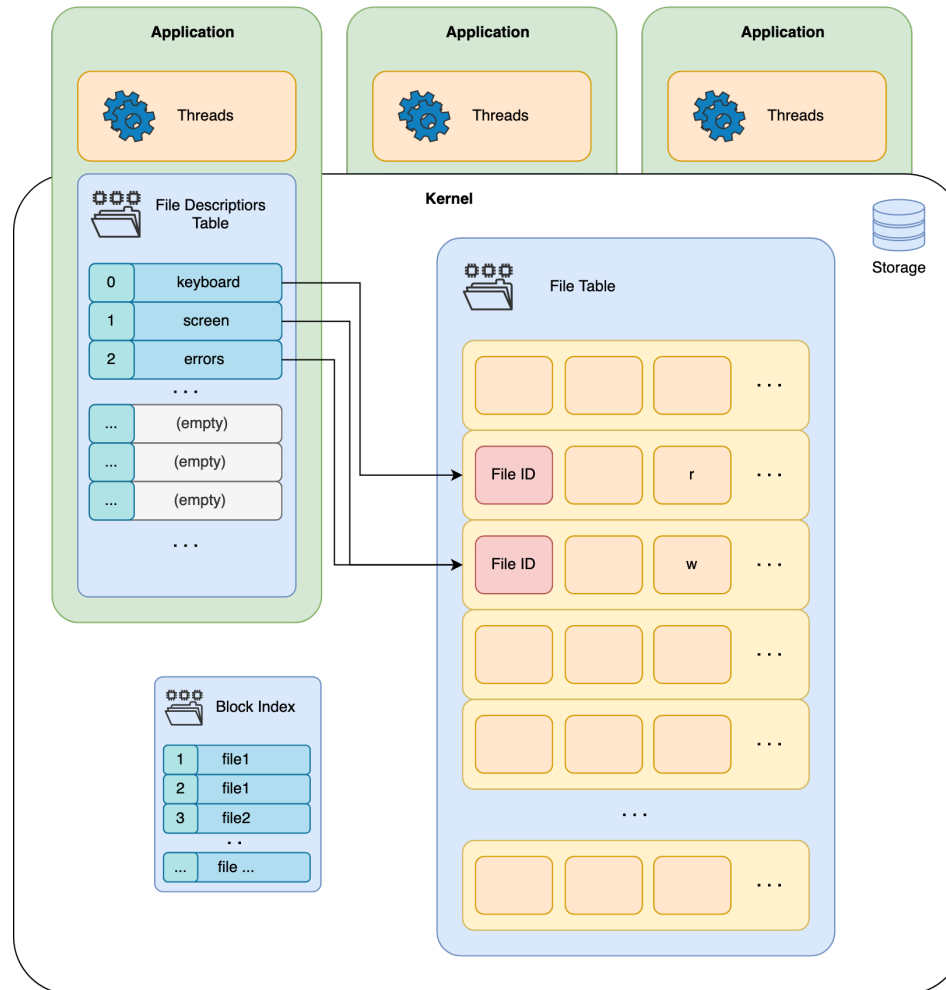 Application
Application
Application
Threads
Threads
Threads
Kernel
File Descriptiors
Table
0 keyboard
1 screen
2 errors
. . .
... (empty)
... (empty)
... (empty)
. . .
Storage
File Table
. . .
File ID r . . .
File ID w . . .
. . .
. . .
. . .
. . .
Block Index
1 file1
2 file1
3 file2
. .
... file ...